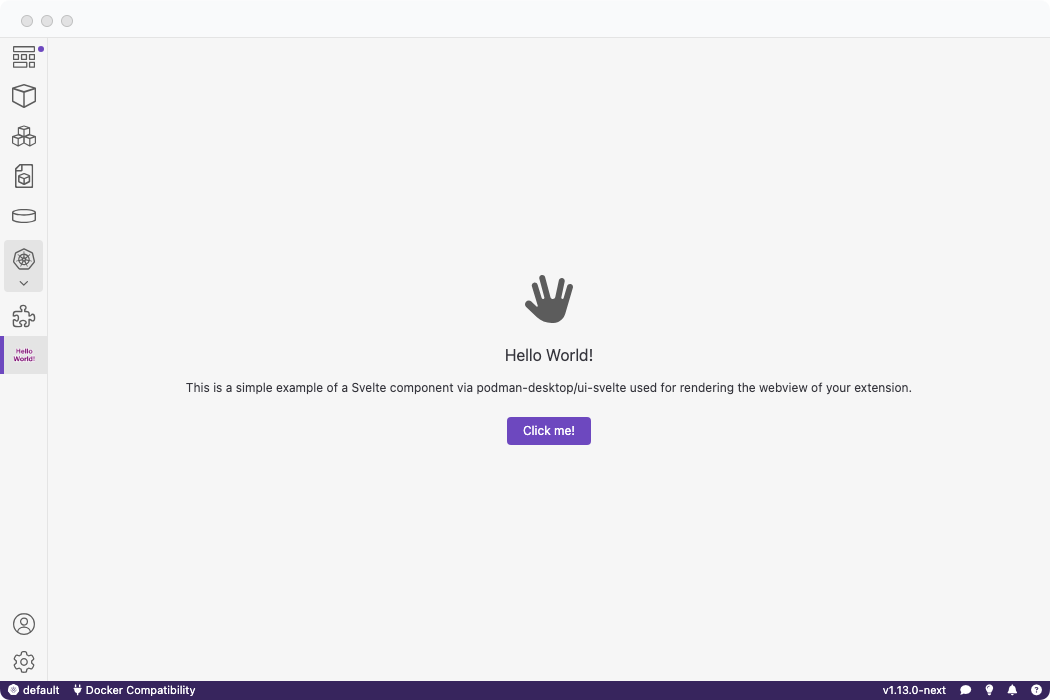 Hello
World!
Hello World!
This is a simple example of a Svelte component via podman-desktop/ui-svelte used for rendering the webview of your extension.
Click me!
default
Docker Compatibility
v1.13.0-next